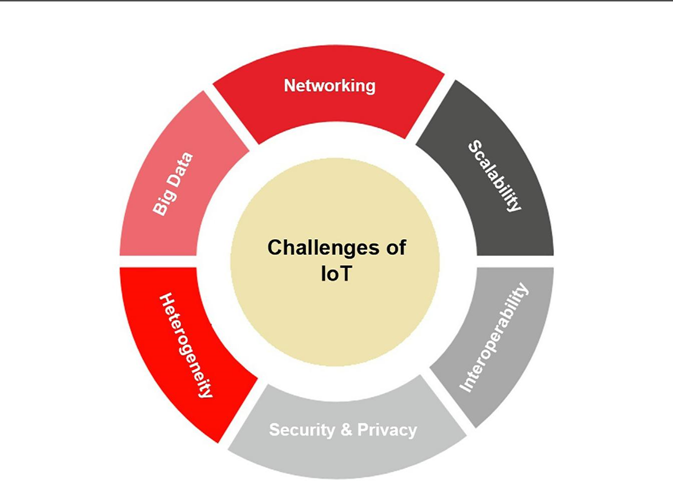 Networking
Scalability
Interoperability
Security & Privacy
Heterogeneity
Big Data
Challenges of
IoT